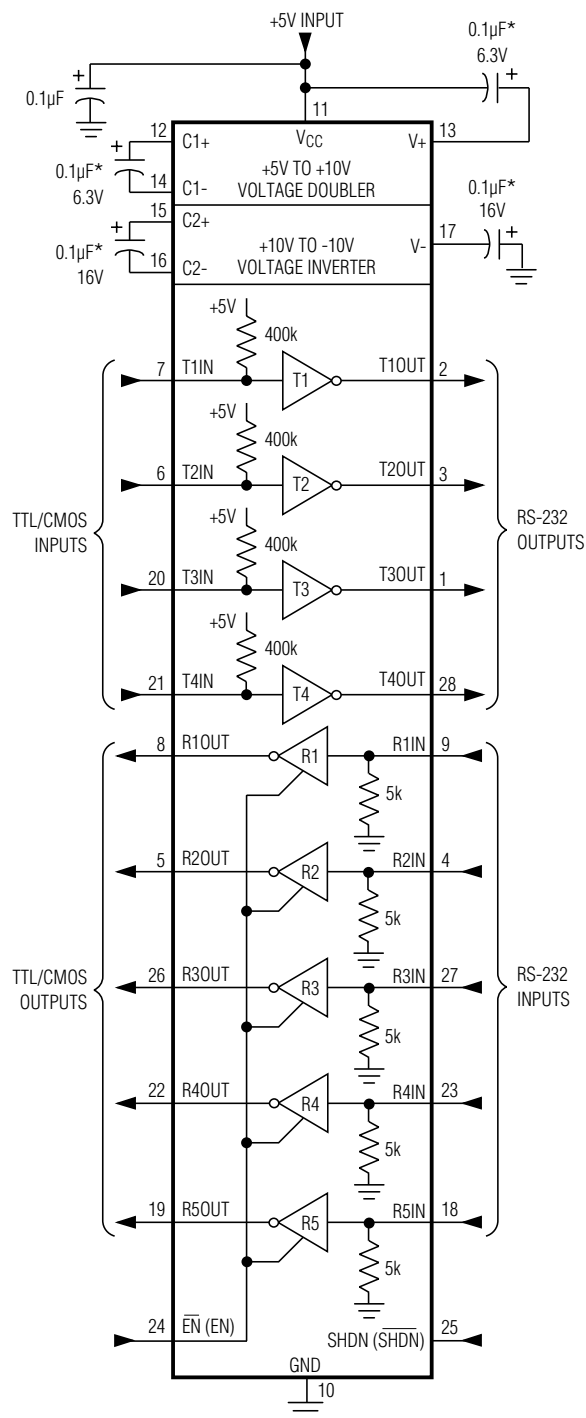 +5V INPUT
0.1µF*
6.3V
0.1µF
11
12
C1+
VCC
V+
13
0.1µF*
6.3V
14
C1-
+5V TO +10V
VOLTAGE DOUBLER
15
C2+
0.1µF*
16V
16
C2-
+10V TO -10V
VOLTAGE INVERTER
V-
17
0.1µF*
16V
+5V
400k
7
T1IN
T1
T1OUT
2
+5V
400k
6
T2IN
T2
T2OUT
3
TTL/CMOS
INPUTS
RS-232
OUTPUTS
+5V
400k
20
T3IN
T3
T3OUT
1
+5V
400k
21
T4IN
T4
T4OUT
28
8
R1OUT
R1
R1IN
9
5k
5
R2OUT
R2
R2IN
4
5k
TTL/CMOS
OUTPUTS
26
R3OUT
R3
R3IN
27
5k
RS-232
INPUTS
22
R4OUT
R4
R4IN
23
5k
19
R5OUT
R5
R5IN
18
5k
24
EN (EN)
SHDN (SHDN)
25
GND
10
+
+
+
+
+